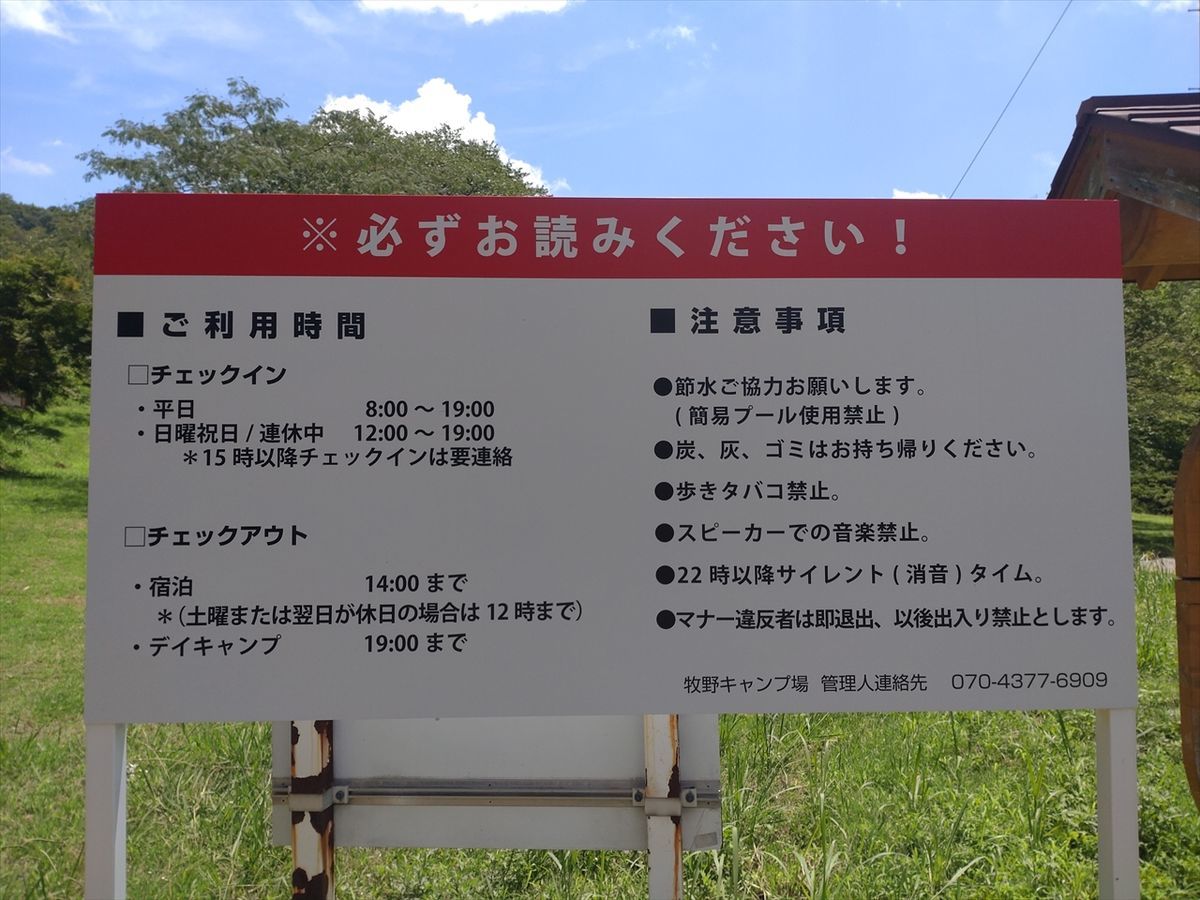 ※必ずお読みください！
■ご利用時間
□チェックイン
・平日 8:00 〜 19:00
・日曜祝日 / 連休中 12:00 〜 19:00
＊15 時以降チェックインは要連絡
□チェックアウト
・宿泊 14:00 まで
＊（土曜または翌日が休日の場合は 12 時まで）
・デイキャンプ 19:00 まで
■注意事項
●節水ご協力お願いします。
( 簡易プール使用禁止 )
●炭、灰、ゴミはお持ち帰りください。
●歩きタバコ禁止。
●スピーカーでの音楽禁止。
●22 時以降サイレント ( 消音 ) タイム。
●マナー違反者は即退出、以後出入り禁止とします。
牧野キャンプ場 管理人連絡先 070-4377-6909